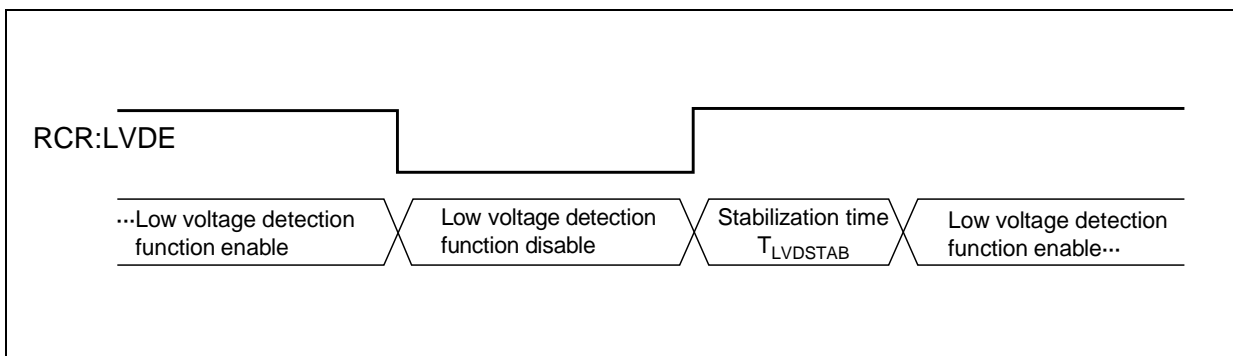 RCR:LVDE
···Low voltage detection
function enable
Low voltage detection
function disable
Stabilization time
TLVDSTAB
Low voltage detection
function enable···